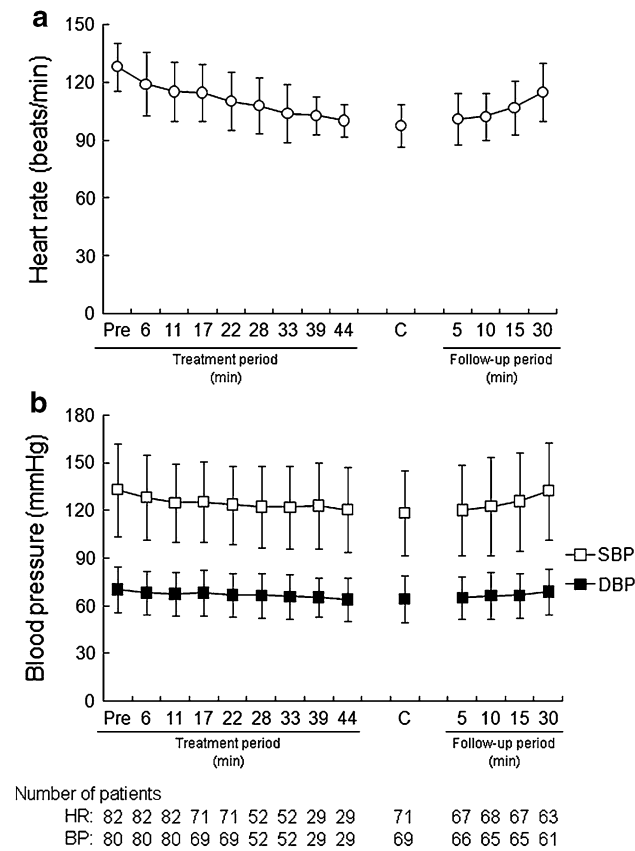 a
Heart rate (beats/min)
150
120
90
60
30
0
Pre 6 11 17 22 28 33 39 44 C 5 10 15 30
Treatment period Follow-up period
(min) (min)
b
Blood pressure (mmHg)
180
150
120
90
60
30
0
SBP
DBP
Pre 6 11 17 22 28 33 39 44 C 5 10 15 30
Treatment period Follow-up period
(min) (min)
Number of patients
HR: 82 82 82 71 71 52 52 29 29 71 67 68 67 63
BP: 80 80 80 69 69 52 52 29 29 69 66 65 65 61